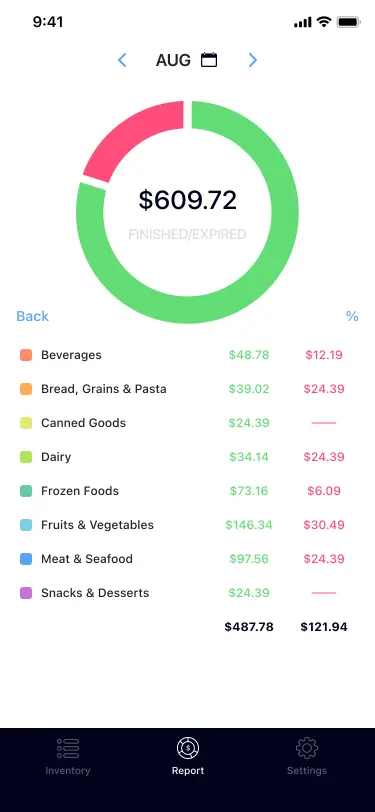 9:41
AUG
$609.72
FINISHED/EXPIRED
Back %
Beverages $48.78 $12.19
Bread, Grains & Pasta $39.02 $24.39
Canned Goods $24.39 —
Dairy $34.14 $24.39
Frozen Foods $73.16 $6.09
Fruits & Vegetables $146.34 $30.49
Meat & Seafood $97.56 $24.39
Snacks & Desserts $24.39 —
$487.78 $121.94
$
Inventory Report Settings